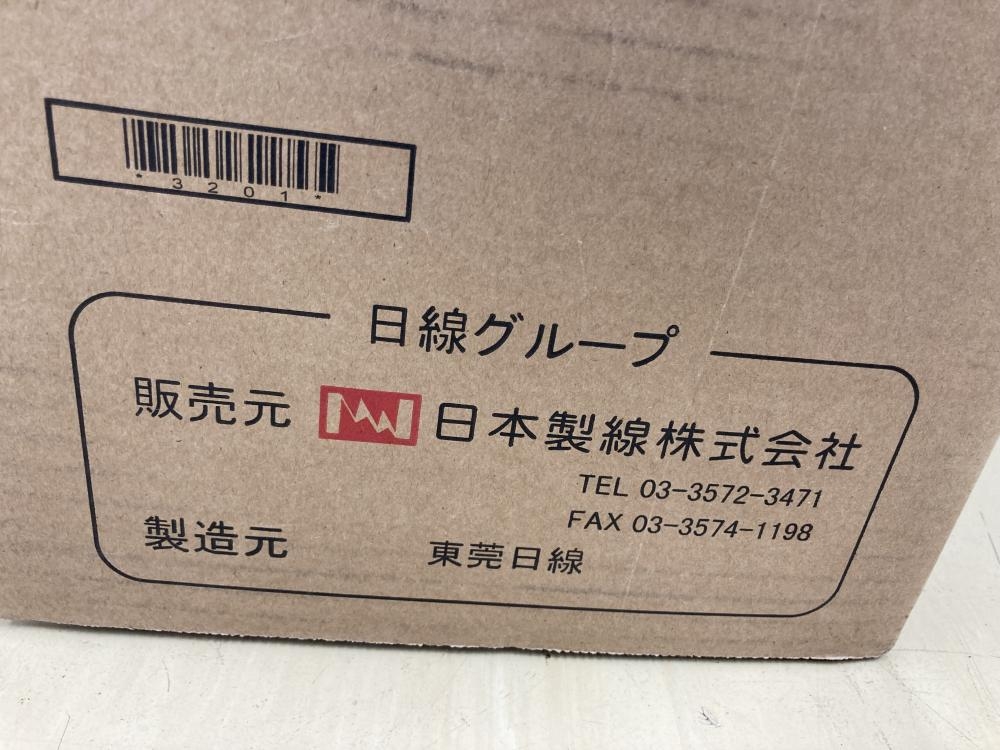 *3201*
日線グループ
販売元 日本製線株式会社
TEL 03-3572-3471
FAX 03-3574-1198
製造元 東莞日線